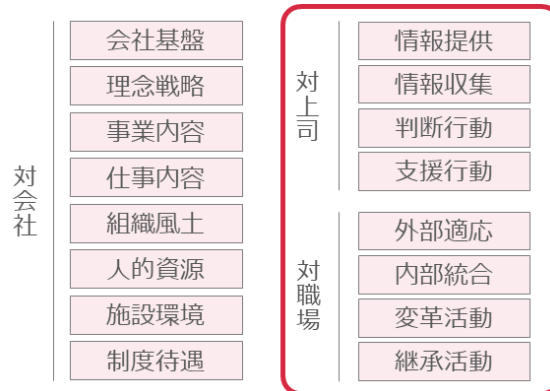 対会社
会社基盤
理念戦略
事業内容
仕事内容
組織風土
人的資源
施設環境
制度待遇
対上司
情報提供
情報収集
判断行動
支援行動
対職場
外部適応
内部統合
変革活動
継承活動